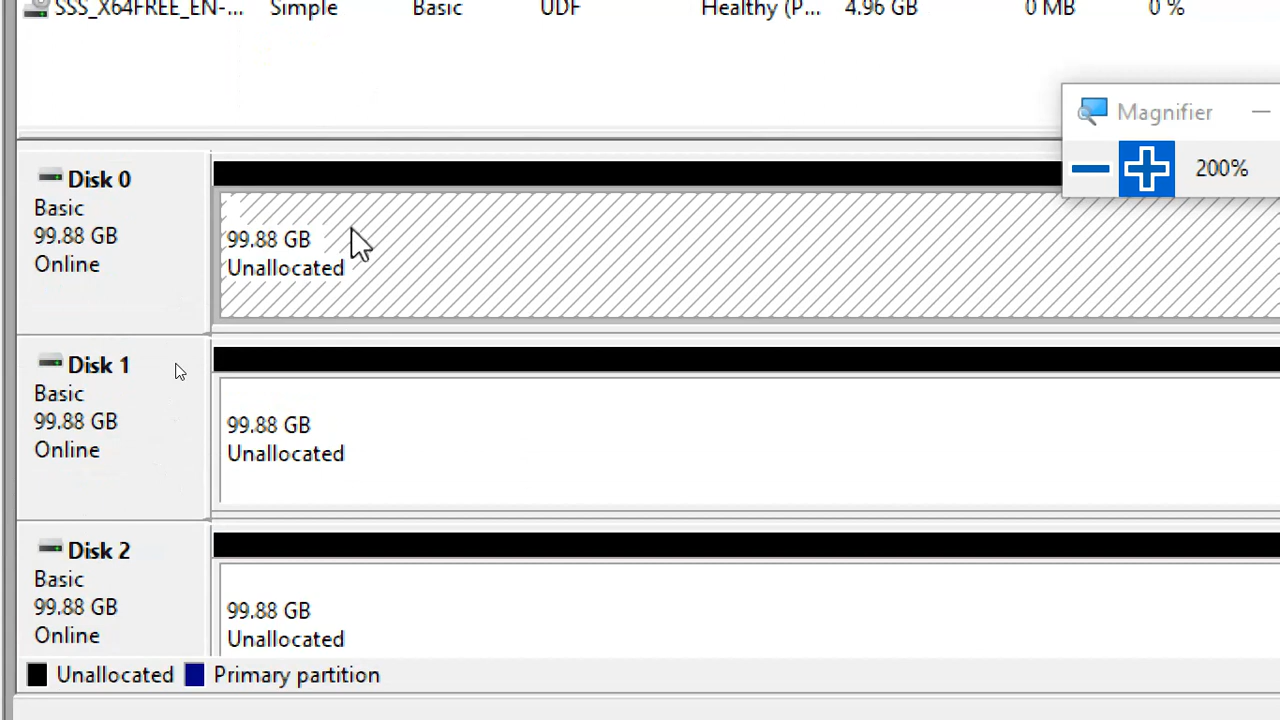 SSS_X64FREE_EN-... Simple Basic UDF Healthy (P... 4.96 GB 0 MB 0 %
Magnifier
200%
Disk 0
Basic
99.88 GB
Online
99.88 GB
Unallocated
Disk 1
Basic
99.88 GB
Online
99.88 GB
Unallocated
Disk 2
Basic
99.88 GB
Online
99.88 GB
Unallocated
Unallocated Primary partition